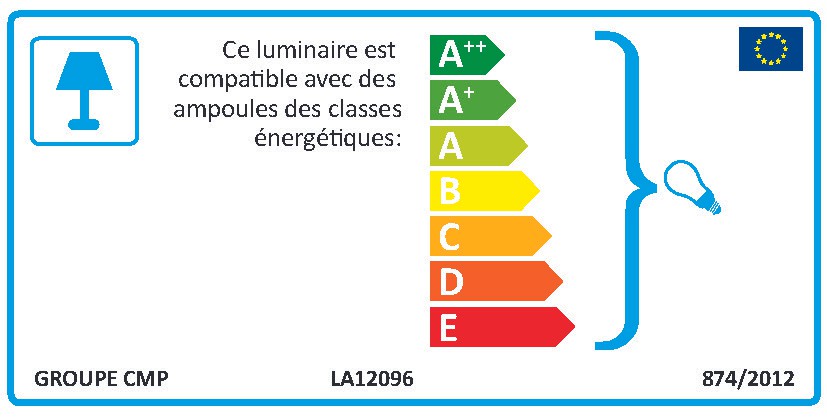 Ce luminaire est
compatible avec des
ampoules des classes
énergétiques:
A++
A+
A
B
C
D
E
GROUPE CMP LA12096 874/2012